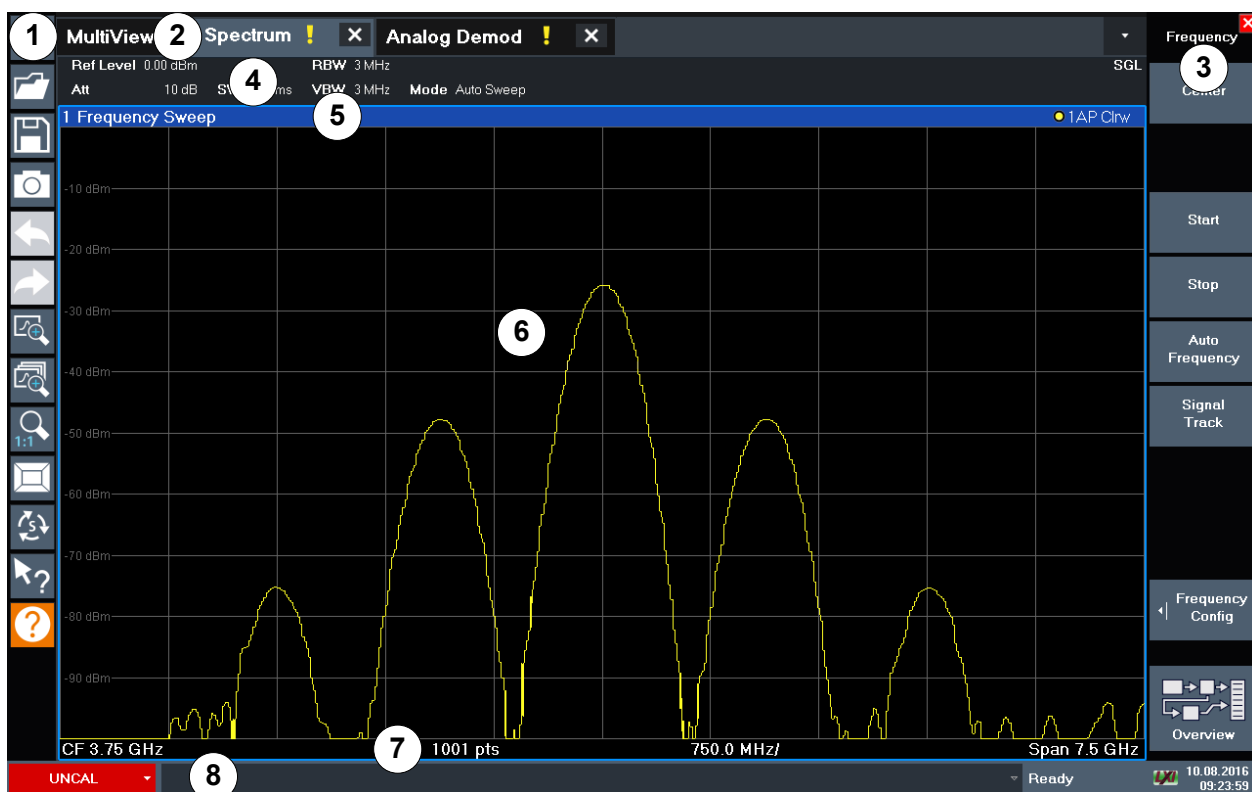 1 MultiView 2 Spectrum ! X Analog Demod ! X Frequency X
3
Ref Level 0.00 dBm RBW 3 MHz SGL
4
Att 10 dB ms VBW 3 MHz Mode Auto Sweep
1 Frequency Sweep 5 1AP Clrw
-10 dBm
-20 dBm
-30 dBm
-40 dBm
-50 dBm
-60 dBm
-70 dBm
-80 dBm
-90 dBm
6
CF 3.75 GHz 7 1001 pts 750.0 MHz/ Span 7.5 GHz
1:1
S
?
?
Center
Start
Stop
Auto
Frequency
Signal
Track
Frequency
Config
Overview
UNCAL 8 Ready LXI 10.08.2016
09:23:59